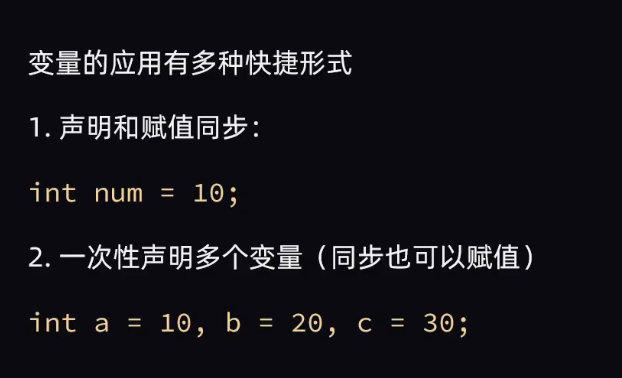 变量的应用有多种快捷形式
1. 声明和赋值同步：
int num = 10;
2. 一次性声明多个变量（同步也可以赋值）
int a = 10, b = 20, c = 30;